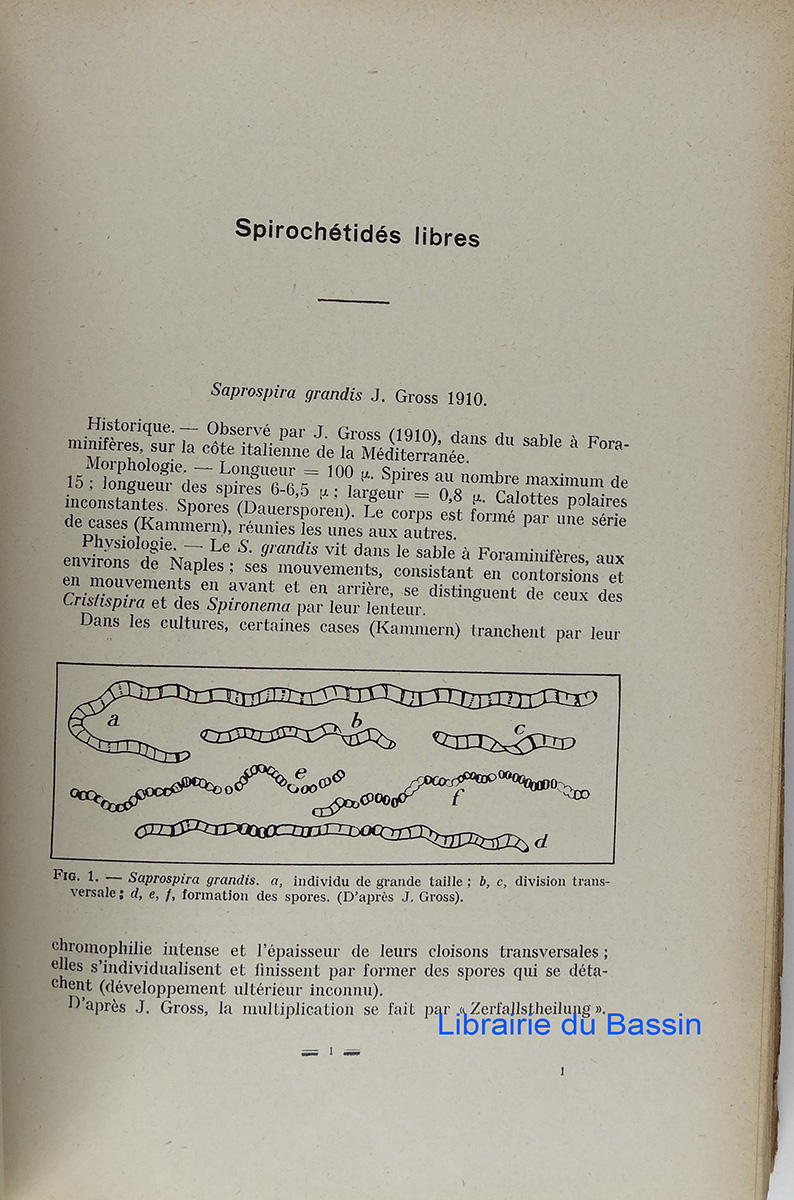 Spirochétidés libres
Saprospira grandis J. Gross 1910.
Historique. — Observé par J. Gross (1910), dans du sable à Fora-
minifères, sur la côte italienne de la Méditerranée.
Morphologie. — Longueur = 100 μ. Spires au nombre maximum de
15 ; longueur des spires 6-6,5 μ ; largeur = 0,8 μ. Calottes polaires
inconstantes. Spores (Dauersporen). Le corps est formé par une série
de cases (Kammern), réunies les unes aux autres.
Physiologie. — Le S. grandis vit dans le sable à Foraminifères, aux
environs de Naples ; ses mouvements, consistant en contorsions et
en mouvements en avant et en arrière, se distinguent de ceux des
Cristispira et des Spironema par leur lenteur.
Dans les cultures, certaines cases (Kammern) tranchent par leur
a
b
c
e
f
d
FIG. 1. — Saprospira grandis. a, individu de grande taille ; b, c, division trans-
versale ; d, e, f, formation des spores. (D'après J. Gross).
chromophilie intense et l'épaisseur de leurs cloisons transversales ;
elles s'individualisent et finissent par former des spores qui se déta-
chent (développement ultérieur inconnu).
D'après J. Gross, la multiplication se fait par « Zerfallstheilung ».
Librairie du Bassin
— 1 —
1